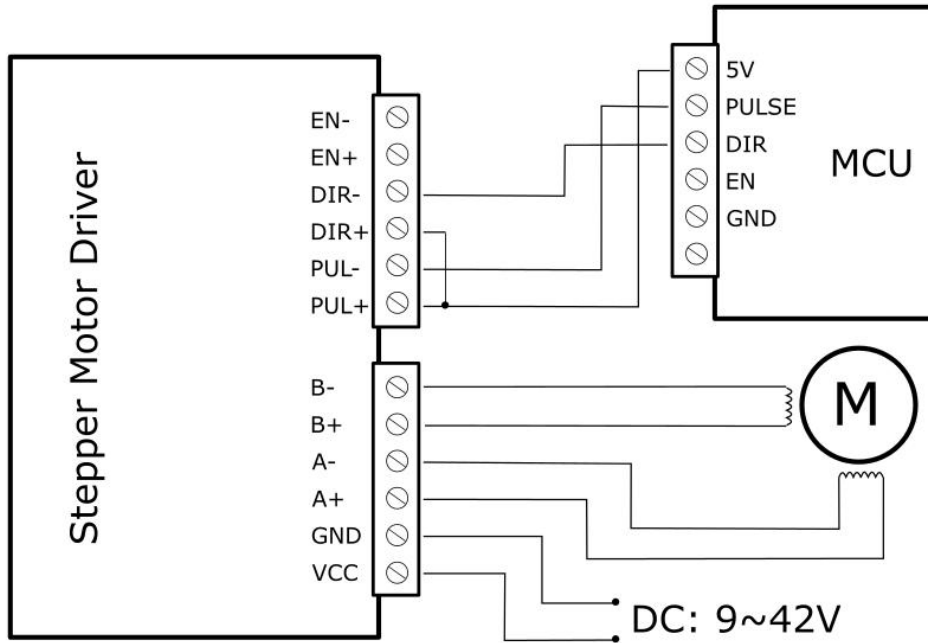 Stepper Motor Driver
EN-
EN+
DIR-
DIR+
PUL-
PUL+
B-
B+
A-
A+
GND
VCC
5V
PULSE
DIR
EN
GND
MCU
M
DC: 9~42V